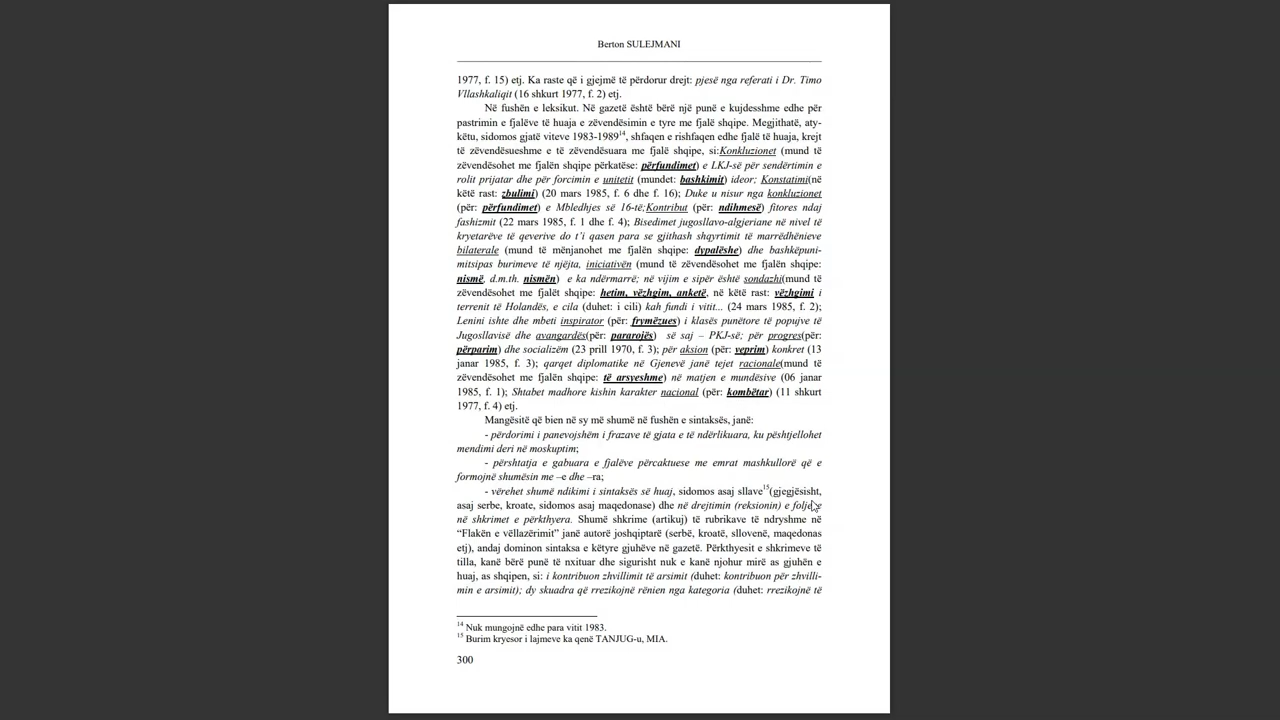 Berton SULEJMANI
1977, f. 15) etj. Ka raste që i gjejmë të përdorur drejt: pjesë nga referati i Dr. Timo
Vllashkaliqit (16 shkurt 1977, f. 2) etj.
Në fushën e leksikut. Në gazetë është bërë një punë e kujdesshme edhe për
pastrimin e fjalëve të huaja e zëvendësimin e tyre me fjalë shqipe. Megjithatë, aty-
këtu, sidomos gjatë viteve 1983-1989¹⁴, shfaqen e rishfaqen edhe fjalë të huaja, krejt
të zëvendësueshme e të zëvendësuara me fjalë shqipe, si:Konkluzionet (mund të
zëvendësohet me fjalën shqipe përkatëse: përfundimet) e LKJ-së për sendërtimin e
rolit prijatar dhe për forcimin e unitetit (mundet: bashkimit) ideor; Konstatimi(në
këtë rast: zbulimi) (20 mars 1985, f. 6 dhe f. 16); Duke u nisur nga konkluzionet
(për: përfundimet) e Mbledhjes së 16-të;Kontribut (për: ndihmesë) fitores ndaj
fashizmit (22 mars 1985, f. 1 dhe f. 4); Bisedimet jugosllavo-algjeriane në nivel të
kryetarëve të qeverive do t’i qasen para se gjithash shqyrtimit të marrëdhënieve
bilaterale (mund të mënjanohet me fjalën shqipe: dypalëshe) dhe bashkëpuni-
mitsipas burimeve të njëjta, iniciativën (mund të zëvendësohet me fjalën shqipe:
nismë, d.m.th. nismën) e ka ndërmarrë; në vijim e sipër është sondazhi(mund të
zëvendësohet me fjalët shqipe: hetim, vëzhgim, anketë, në këtë rast: vëzhgimi i
terrenit të Holandës, e cila (duhet: i cili) kah fundi i vitit... (24 mars 1985, f. 2);
Lenini ishte dhe mbeti inspirator (për: frymëzues) i klasës punëtore të popujve të
Jugosllavisë dhe avangardës(për: pararojës) së saj – PKJ-së; për progres(për:
përparim) dhe socializëm (23 prill 1970, f. 3); për aksion (për: veprim) konkret (13
janar 1985, f. 3); qarqet diplomatike në Gjenevë janë tejet racionale(mund të
zëvendësohet me fjalën shqipe: të arsyeshme) në matjen e mundësive (06 janar
1985, f. 1); Shtabet madhore kishin karakter nacional (për: kombëtar) (11 shkurt
1977, f. 4) etj.
Mangësitë që bien në sy më shumë në fushën e sintaksës, janë:
- përdorimi i panevojshëm i frazave të gjata e të ndërlikuara, ku pështjellohet
mendimi deri në moskuptim;
- përshtatja e gabuara e fjalëve përcaktuese me emrat mashkullorë që e
formojnë shumësin me –e dhe –ra;
- vërehet shumë ndikimi i sintaksës së huaj, sidomos asaj sllave¹⁵(gjegjësisht,
asaj serbe, kroate, sidomos asaj maqedonase) dhe në drejtimin (reksionin) e foljeve
në shkrimet e përkthyera. Shumë shkrime (artikuj) të rubrikave të ndryshme në
“Flakën e vëllazërimit” janë autorë joshqiptarë (serbë, kroatë, sllovenë, maqedonas
etj), andaj dominon sintaksa e këtyre gjuhëve në gazetë. Përkthyesit e shkrimeve të
tilla, kanë bërë punë të nxituar dhe sigurisht nuk e kanë njohur mirë as gjuhën e
huaj, as shqipen, si: i kontribuon zhvillimit të arsimit (duhet: kontribuon për zhvilli-
min e arsimit); dy skuadra që rrezikojnë rënien nga kategoria (duhet: rrezikojnë të
¹⁴ Nuk mungojnë edhe para vitit 1983.
¹⁵ Burim kryesor i lajmeve ka qenë TANJUG-u, MIA.
300